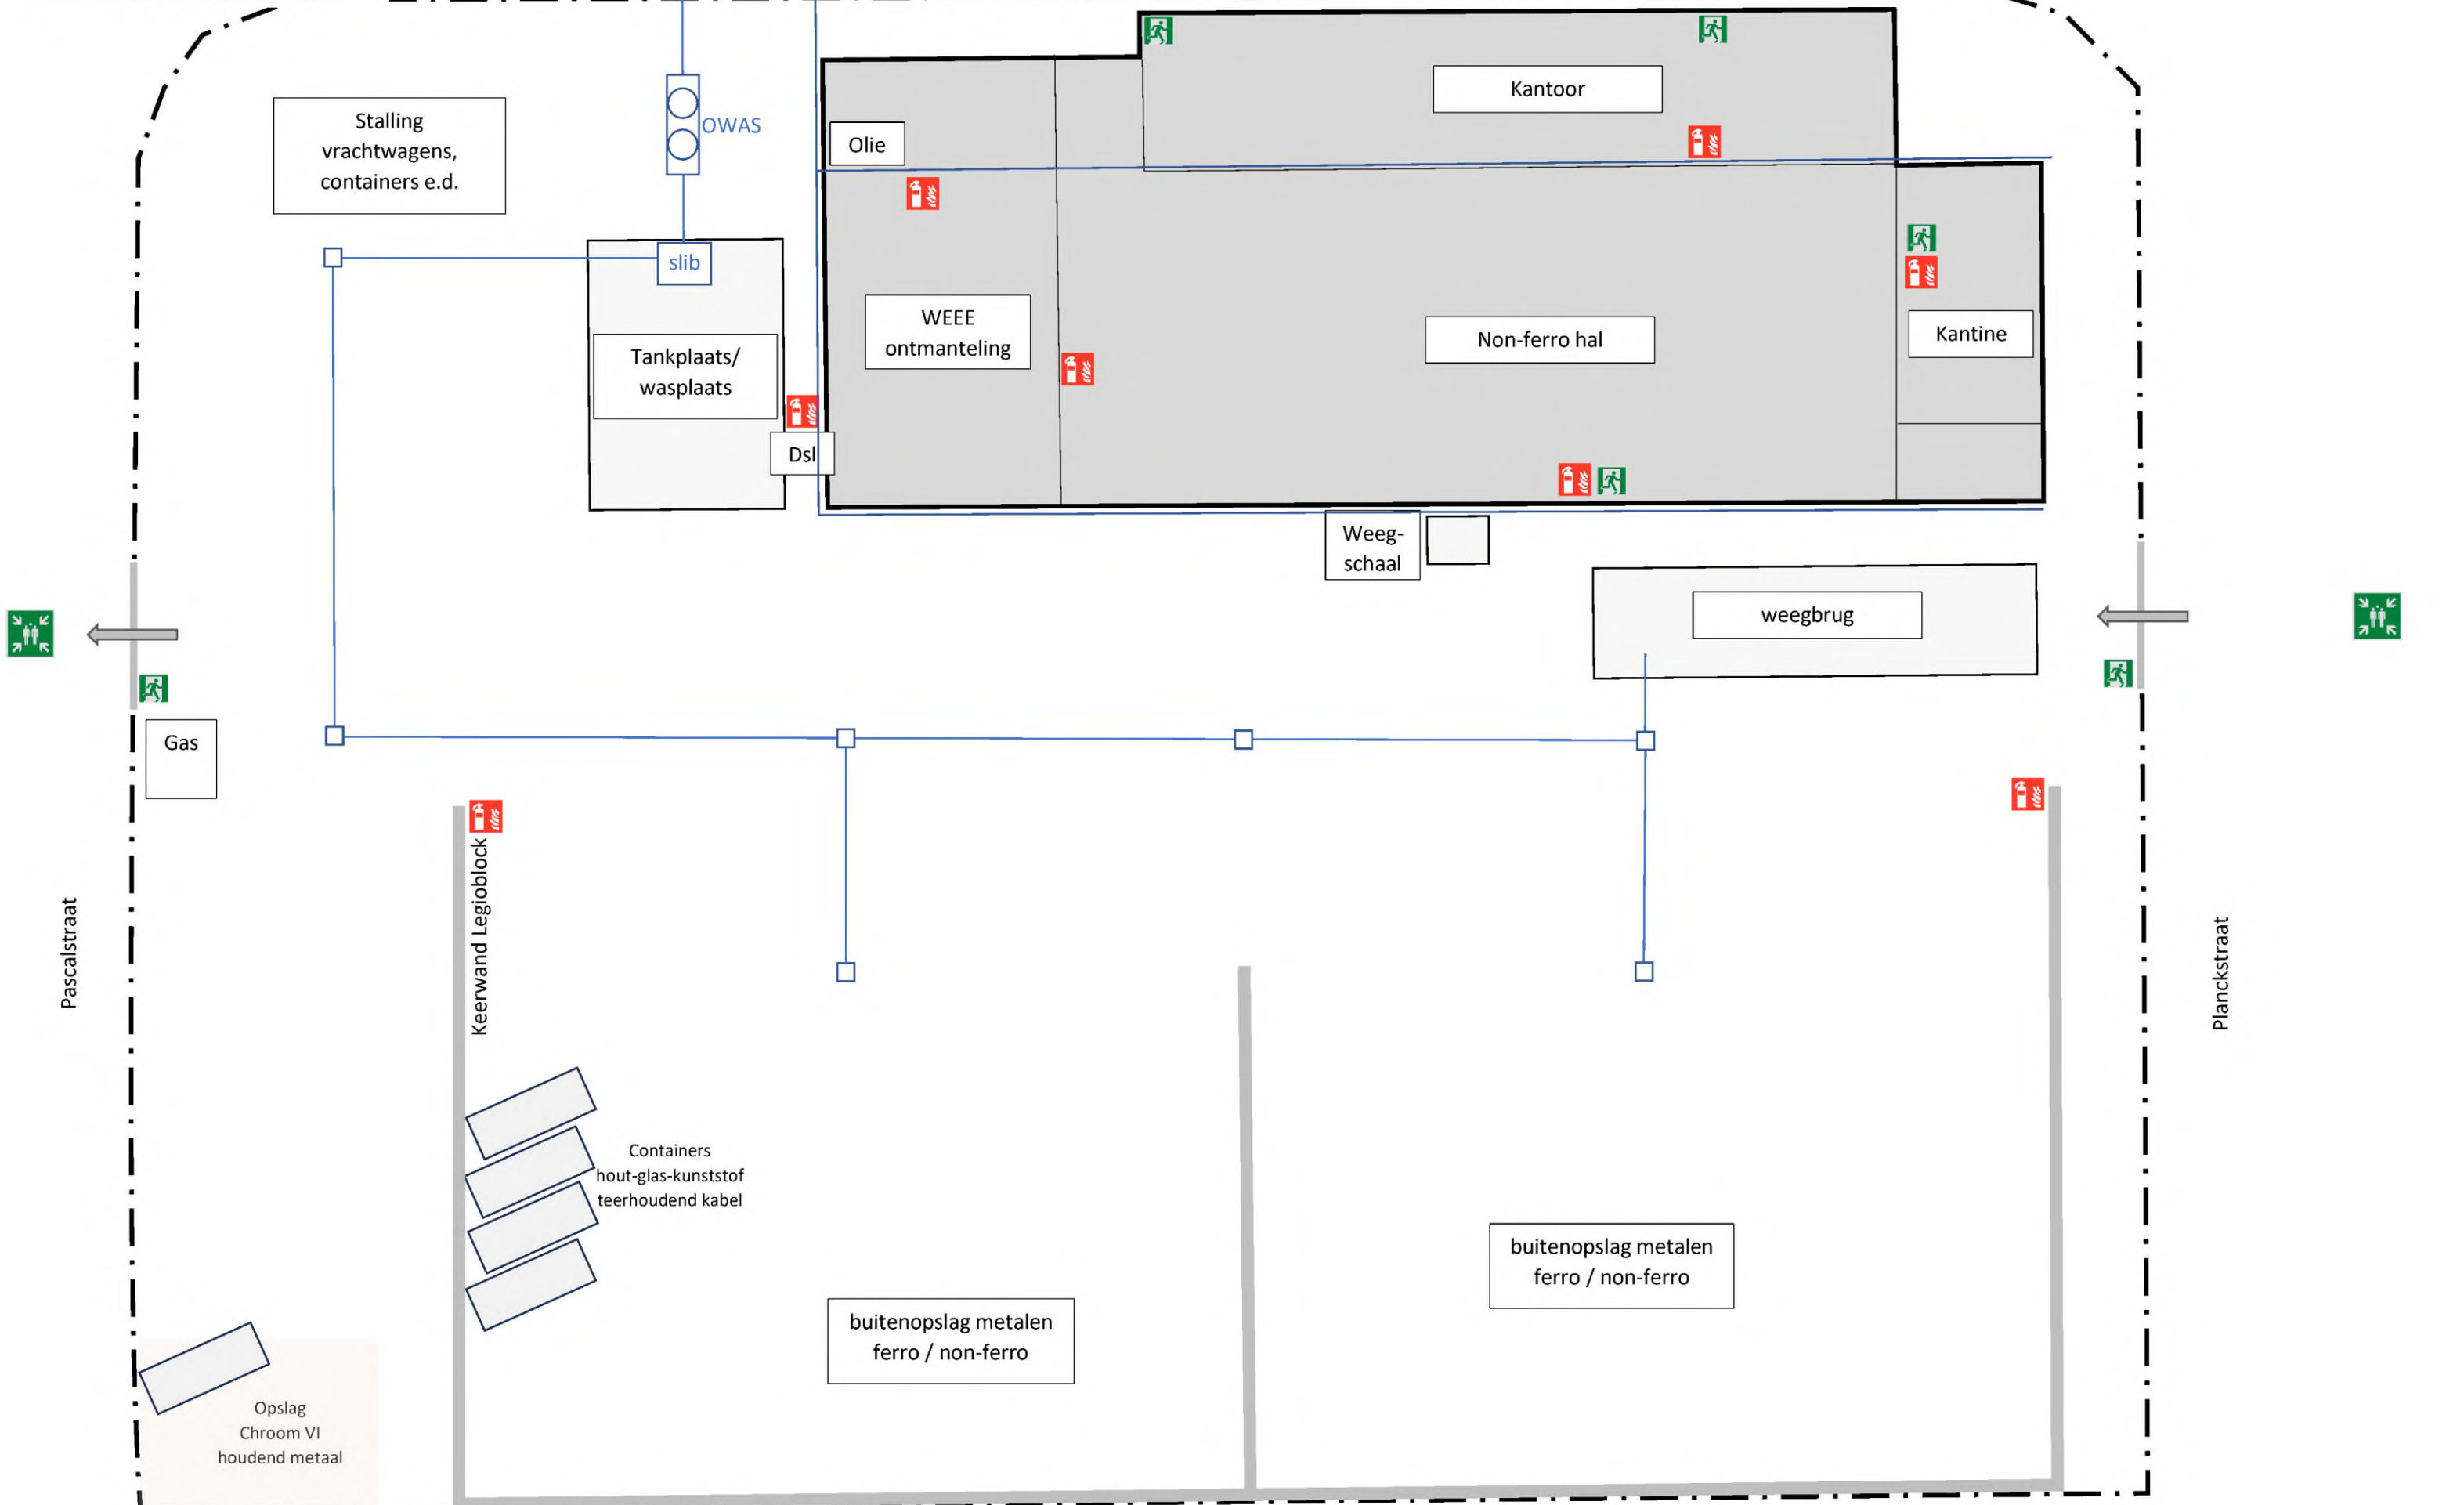 Stalling
vrachtwagens,
containers e.d.
OWAS
Olie
Kantoor
slib
WEEE
ontmanteling
Non-ferro hal
Kantine
Tankplaats/
wasplaats
Dsl
Weeg-
schaal
weegbrug
Gas
Pascalstraat
Keerwand Legioblock
Planckstraat
Containers
hout-glas-kunststof
teerhoudend kabel
buitenopslag metalen
ferro / non-ferro
buitenopslag metalen
ferro / non-ferro
Opslag
Chroom VI
houdend metaal